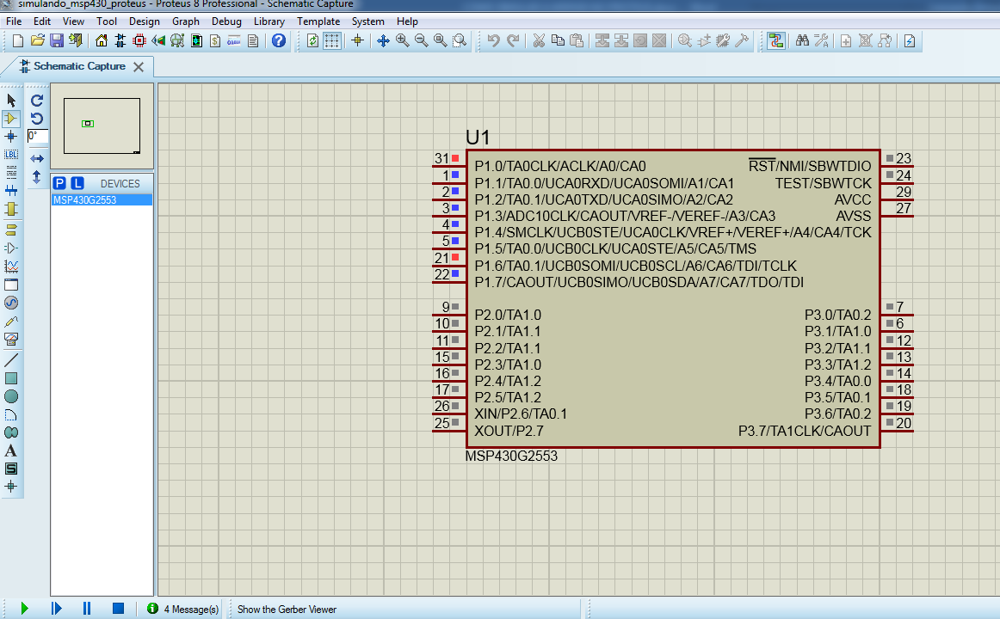 simulando_msp430_proteus - Proteus 8 Professional - Schematic Capture
File Edit View Tool Design Graph Debug Library Template System Help
Schematic Capture
0°
LBL
P L DEVICES
MSP430G2553
U1
31 P1.0/TA0CLK/ACLK/A0/CA0 RST/NMI/SBWTDIO 23
1 P1.1/TA0.0/UCA0RXD/UCA0SOMI/A1/CA1 TEST/SBWTCK 24
2 P1.2/TA0.1/UCA0TXD/UCA0SIMO/A2/CA2 AVCC 29
3 P1.3/ADC10CLK/CAOUT/VREF-/VEREF-/A3/CA3 AVSS 27
4 P1.4/SMCLK/UCB0STE/UCA0CLK/VREF+/VEREF+/A4/CA4/TCK
5 P1.5/TA0.0/UCB0CLK/UCA0STE/A5/CA5/TMS
21 P1.6/TA0.1/UCB0SOMI/UCB0SCL/A6/CA6/TDI/TCLK
22 P1.7/CAOUT/UCB0SIMO/UCB0SDA/A7/CA7/TDO/TDI
9 P2.0/TA1.0 P3.0/TA0.2 7
10 P2.1/TA1.1 P3.1/TA1.0 6
11 P2.2/TA1.1 P3.2/TA1.1 12
15 P2.3/TA1.0 P3.3/TA1.2 13
16 P2.4/TA1.2 P3.4/TA0.0 14
17 P2.5/TA1.2 P3.5/TA0.1 18
26 XIN/P2.6/TA0.1 P3.6/TA0.2 19
25 XOUT/P2.7 P3.7/TA1CLK/CAOUT 20
MSP430G2553
A
S
4 Message(s) Show the Gerber Viewer